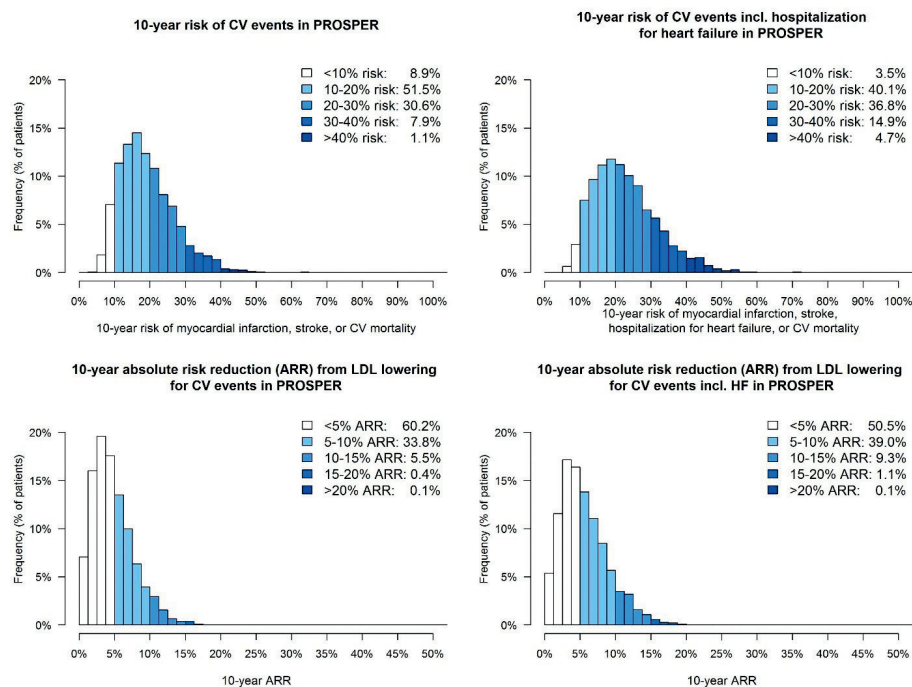 10-year risk of CV events in PROSPER
20%
15%
10%
5%
0%
Frequency (% of patients)
<10% risk: 8.9%
10-20% risk: 51.5%
20-30% risk: 30.6%
30-40% risk: 7.9%
>40% risk: 1.1%
0% 10% 20% 30% 40% 50% 60% 70% 80% 90% 100%
10-year risk of myocardial infarction, stroke, or CV mortality
10-year risk of CV events incl. hospitalization
for heart failure in PROSPER
20%
15%
10%
5%
0%
Frequency (% of patients)
<10% risk: 3.5%
10-20% risk: 40.1%
20-30% risk: 36.8%
30-40% risk: 14.9%
>40% risk: 4.7%
0% 10% 20% 30% 40% 50% 60% 70% 80% 90% 100%
10-year risk of myocardial infarction, stroke,
hospitalization for heart failure, or CV mortality
10-year absolute risk reduction (ARR) from LDL lowering
for CV events in PROSPER
20%
15%
10%
5%
0%
Frequency (% of patients)
<5% ARR: 60.2%
5-10% ARR: 33.8%
10-15% ARR: 5.5%
15-20% ARR: 0.4%
>20% ARR: 0.1%
0% 5% 10% 15% 20% 25% 30% 35% 40% 45% 50%
10-year ARR
10-year absolute risk reduction (ARR) from LDL lowering
for CV events incl. HF in PROSPER
20%
15%
10%
5%
0%
Frequency (% of patients)
<5% ARR: 50.5%
5-10% ARR: 39.0%
10-15% ARR: 9.3%
15-20% ARR: 1.1%
>20% ARR: 0.1%
0% 5% 10% 15% 20% 25% 30% 35% 40% 45% 50%
10-year ARR